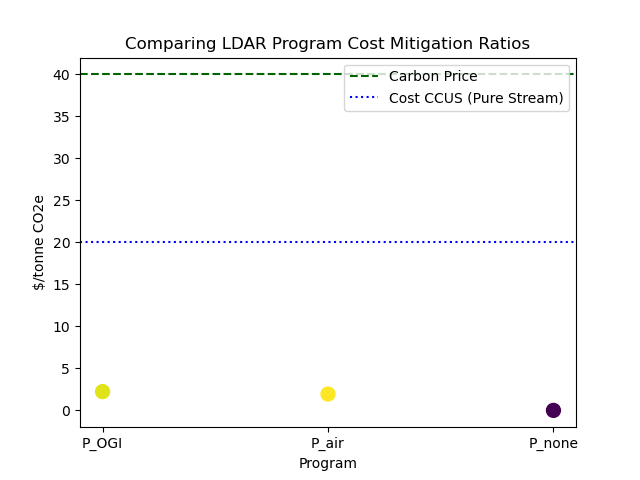 Comparing LDAR Program Cost Mitigation Ratios
40
35
30
25
20
15
10
5
0
$/tonne CO2e
Carbon Price
Cost CCUS (Pure Stream)
P_OGI
P_air
P_none
Program